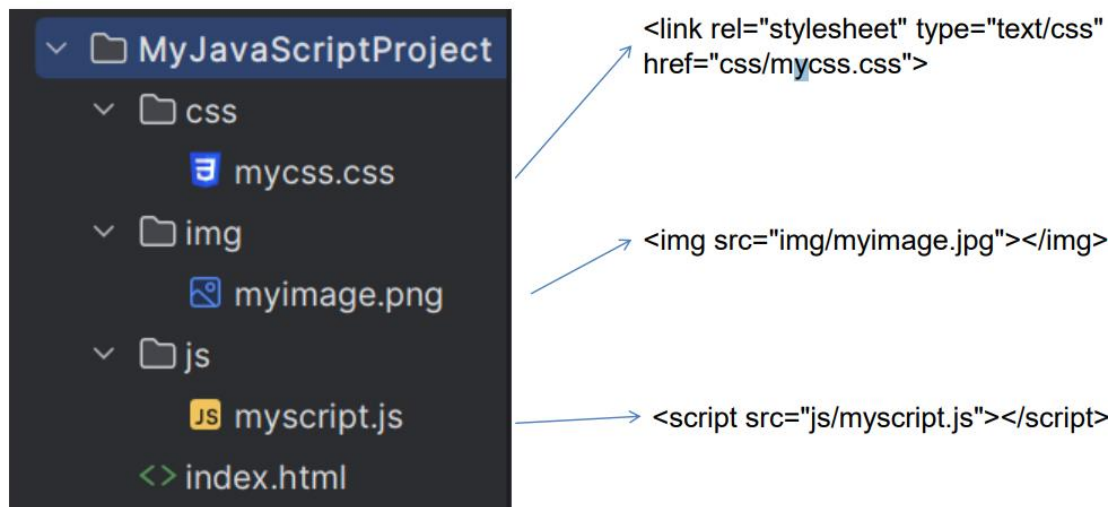 MyJavaScriptProject
css
mycss.css
img
myimage.png
js
JS myscript.js
<> index.html
<link rel="stylesheet" type="text/css"
href="css/mycss.css">
<img src="img/myimage.jpg"></img>
<script src="js/myscript.js"></script>